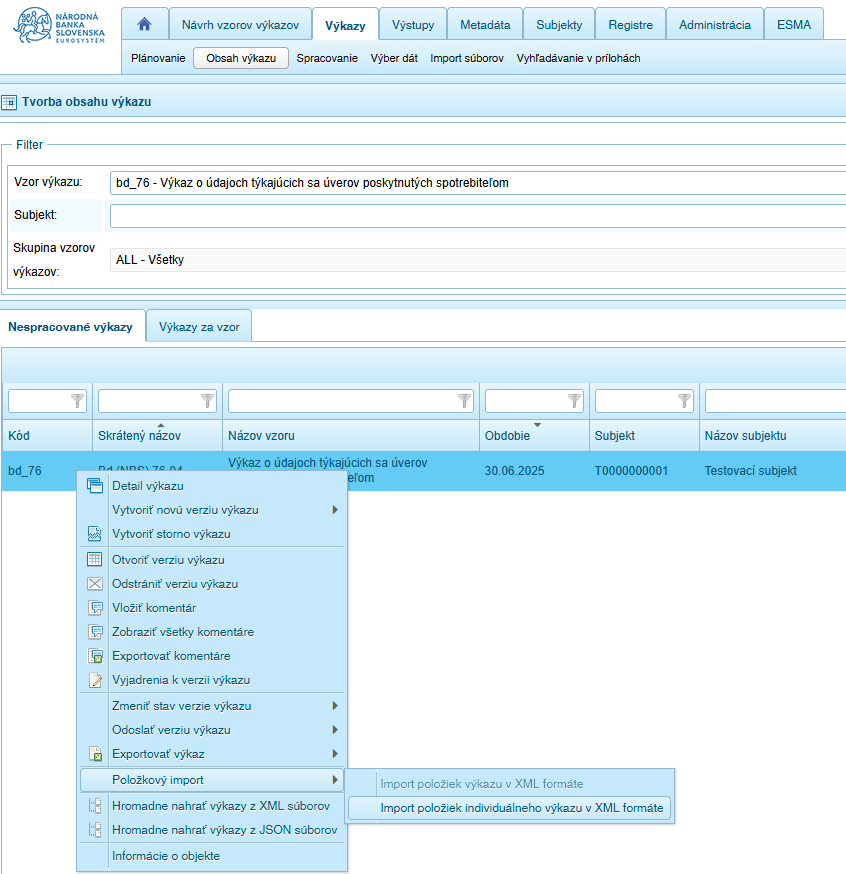 NÁRODNÁ
BANKA
SLOVENSKA
EUROSYSTÉM
Návrh vzorov výkazov
Výkazy
Výstupy
Metadáta
Subjekty
Registre
Administrácia
ESMA
Plánovanie
Obsah výkazu
Spracovanie
Výber dát
Import súborov
Vyhľadávanie v prílohách
Tvorba obsahu výkazu
Filter
Vzor výkazu:
bd_76 - Výkaz o údajoch týkajúcich sa úverov poskytnutých spotrebiteľom
Subjekt:
Skupina vzorov
výkazov:
ALL - Všetky
Nespracované výkazy
Výkazy za vzor
Kód
Skrátený názov
Názov vzoru
Obdobie
Subjekt
Názov subjektu
bd_76
Bd (NBS) 76-04
Výkaz o údajoch týkajúcich sa úverov
eľom
30.06.2025
T0000000001
Testovací subjekt
Detail výkazu
Vytvoriť novú verziu výkazu
Vytvoriť storno výkazu
Otvoriť verziu výkazu
Odstrániť verziu výkazu
Vložiť komentár
Zobraziť všetky komentáre
Exportovať komentáre
Vyjadrenia k verzii výkazu
Zmeniť stav verzie výkazu
Odoslať verziu výkazu
Exportovať výkaz
Položkový import
Import položiek výkazu v XML formáte
Import položiek individuálneho výkazu v XML formáte
Hromadne nahrať výkazy z XML súborov
Hromadne nahrať výkazy z JSON súborov
Informácie o objekte